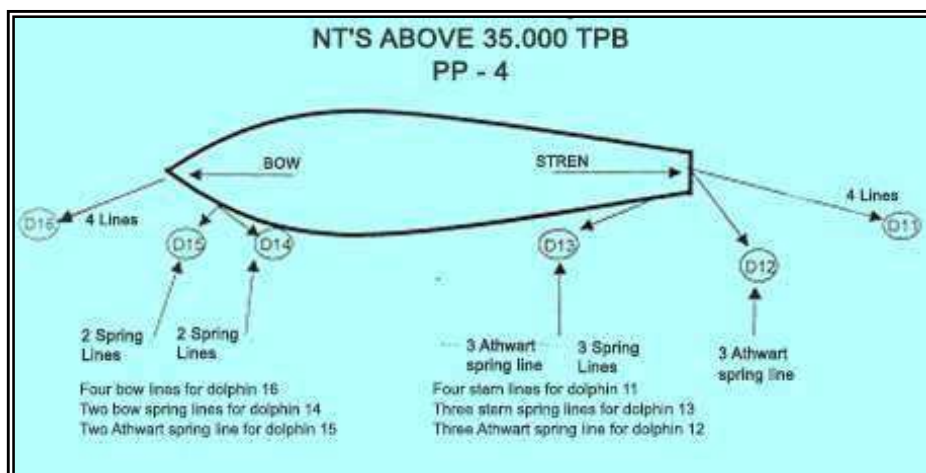 NT'S ABOVE 35.000 TPB
PP - 4
BOW
STREN
4 Lines
4 Lines
D16
D15
D14
D13
D12
D11
2 Spring
Lines
2 Spring
Lines
3 Athwart
spring line
3 Spring
Lines
3 Athwart
spring line
Four bow lines for dolphin 16
Two bow spring lines for dolphin 14
Two Athwart spring line for dolphin 15
Four stern lines for dolphin 11
Three stern spring lines for dolphin 13
Three Athwart spring line for dolphin 12